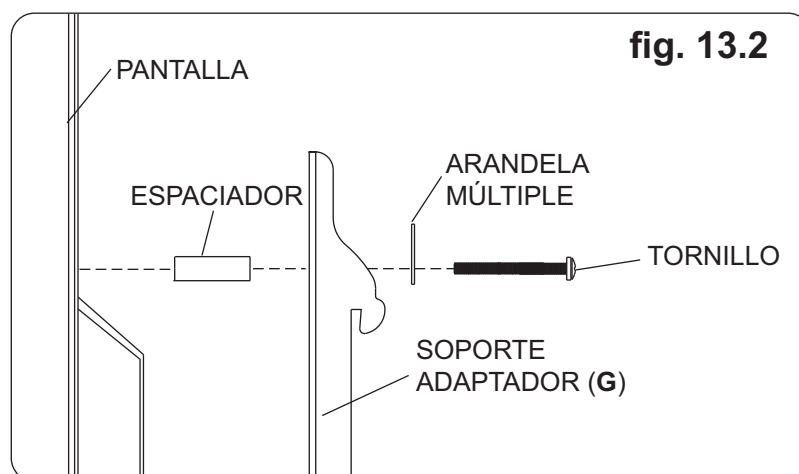 fig. 13.2
PANTALLA
ARANDELA
MÚLTIPLE
ESPACIADOR
TORNILLO
SOPORTE
ADAPTADOR (G)